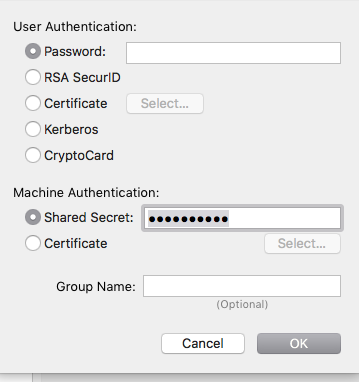 User Authentication:
Password:
RSA SecurID
Certificate Select...
Kerberos
CryptoCard
Machine Authentication:
Shared Secret: ●●●●●●●●●●
Certificate
Select...
Group Name:
(Optional)
Cancel OK